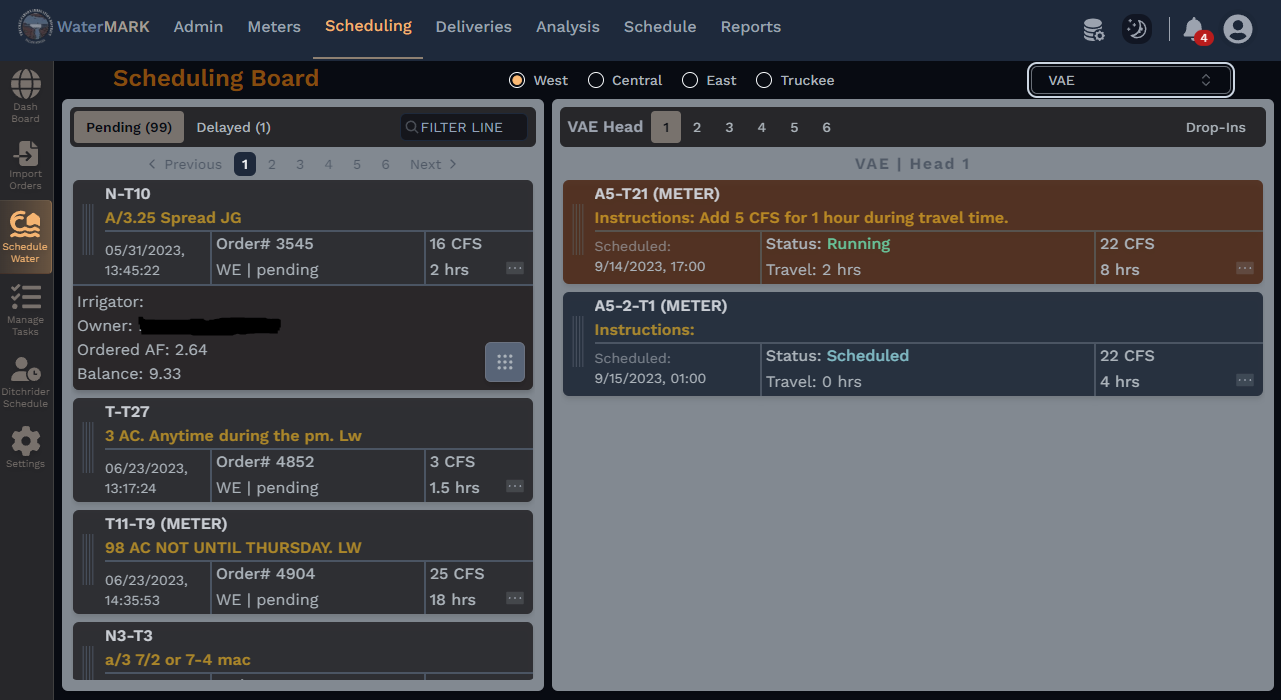 WaterMARK Admin Meters Scheduling Deliveries Analysis Schedule Reports 4
Dash
Board
Import
Orders
Schedule
Water
Manage
Tasks
Ditchrider
Schedule
Settings
Scheduling Board West Central East Truckee VAE
Pending (99) Delayed (1) FILTER LINE
Previous 1 2 3 4 5 6 Next
N-T10
A/3.25 Spread JG
05/31/2023,
13:45:22
Order# 3545
WE | pending
16 CFS
2 hrs
Irrigator:
Owner:
Ordered AF: 2.64
Balance: 9.33
T-T27
3 AC. Anytime during the pm. Lw
06/23/2023,
13:17:24
Order# 4852
WE | pending
3 CFS
1.5 hrs
T11-T9 (METER)
98 AC NOT UNTIL THURSDAY. LW
06/23/2023,
14:35:53
Order# 4904
WE | pending
25 CFS
18 hrs
N3-T3
a/3 7/2 or 7-4 mac
VAE Head 1 2 3 4 5 6 Drop-Ins
VAE | Head 1
A5-T21 (METER)
Instructions: Add 5 CFS for 1 hour during travel time.
Scheduled:
9/14/2023, 17:00
Status: Running
Travel: 2 hrs
22 CFS
8 hrs
A5-2-T1 (METER)
Instructions:
Scheduled:
9/15/2023, 01:00
Status: Scheduled
Travel: 0 hrs
22 CFS
4 hrs